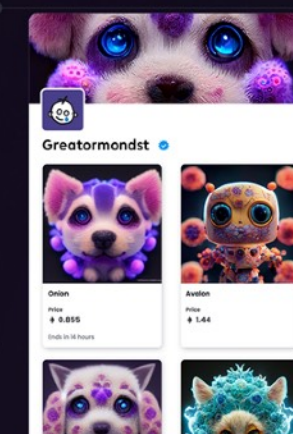 Greatormondst
Onion
Avalon
Price
Price
0.855
1.44
Ends in 14 hours